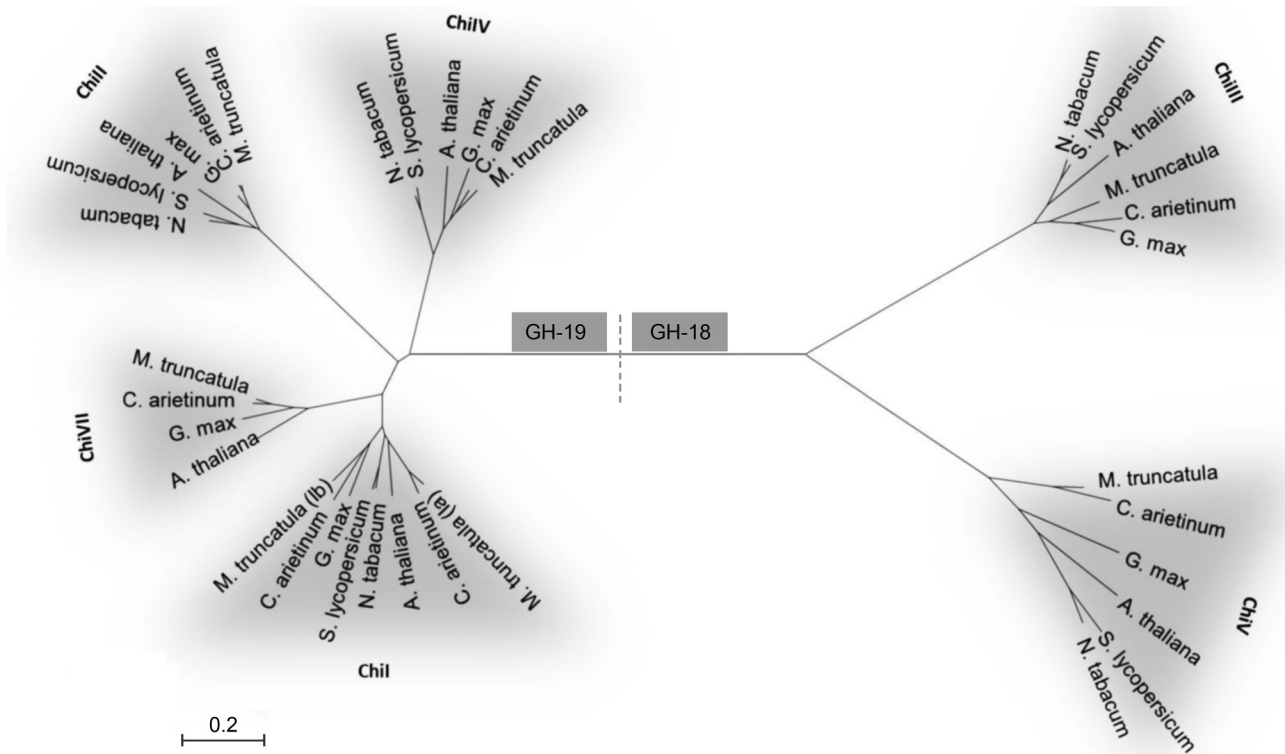 ChiII
N. tabacum
S. lycopersicum
A. thaliana
G. max
C. arietinum
M. truncatula
ChiIV
N. tabacum
S. lycopersicum
A. thaliana
G. max
C. arietinum
M. truncatula
ChiIII
N. tabacum
S. lycopersicum
A. thaliana
M. truncatula
C. arietinum
G. max
GH-19
GH-18
ChiVII
M. truncatula
C. arietinum
G. max
A. thaliana
M. truncatula (Ib)
C. arietinum
G. max
S. lycopersicum
N. tabacum
A. thaliana
C. arietinum
M. truncatula (Ia)
ChiI
M. truncatula
C. arietinum
G. max
A. thaliana
S. lycopersicum
N. tabacum
ChiV
0.2